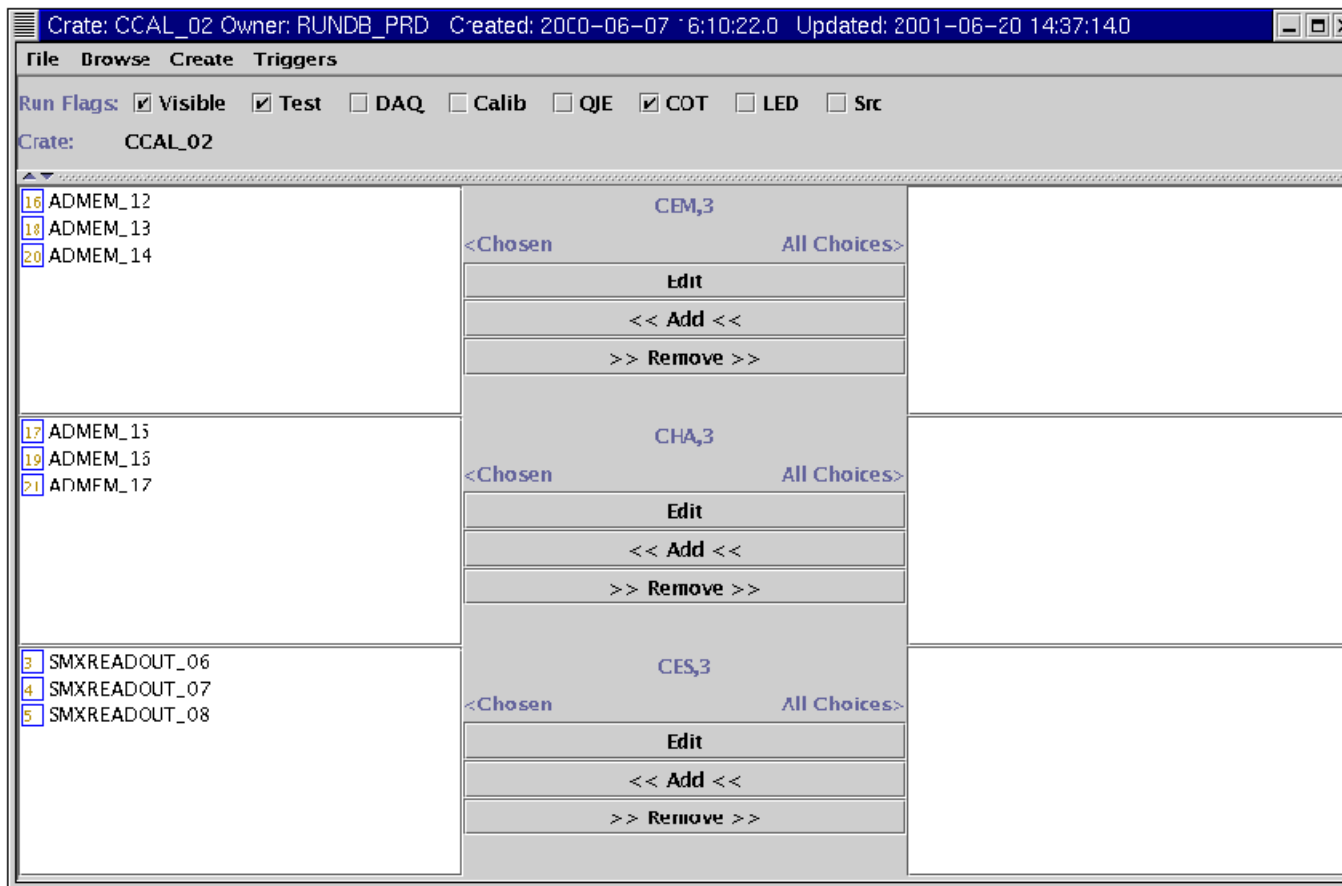 Crate: CCAL_02 Owner: RUNDB_PRD Created: 2000-06-07 16:10:22.0 Updated: 2001-06-20 14:37:14.0
File Browse Create Triggers
Run Flags: Visible Test DAQ Calib QIE COT LED Src
Crate: CCAL_02
16 ADMEM_12
18 ADMEM_13
20 ADMEM_14
CEM,3
<Chosen All Choices>
Edit
<< Add <<
>> Remove >>
17 ADMEM_15
19 ADMEM_16
21 ADMEM_17
CHA,3
<Chosen All Choices>
Edit
<< Add <<
>> Remove >>
3 SMXREADOUT_06
4 SMXREADOUT_07
5 SMXREADOUT_08
CES,3
<Chosen All Choices>
Edit
<< Add <<
>> Remove >>